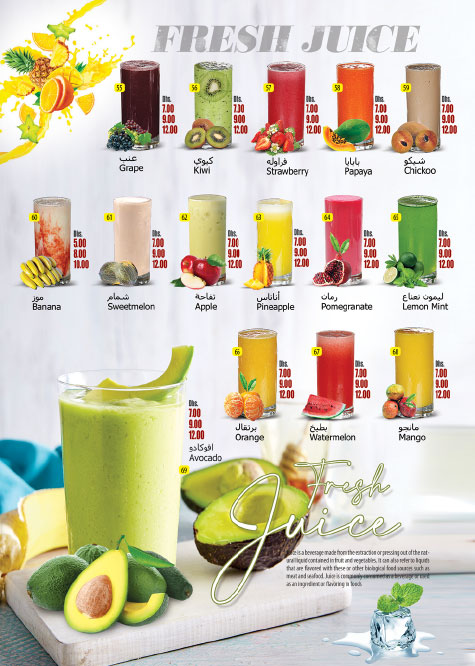 FRESH JUICE
55
Dhs.
7.00
9.00
12.00
عنب
Grape
56
Dhs.
7.00
9.00
12.00
كيوي
Kiwi
57
Dhs.
7.00
9.00
12.00
فراوله
Strawberry
58
Dhs.
7.00
9.00
12.00
بابايا
Papaya
59
Dhs.
7.00
9.00
12.00
شيكو
Chickoo
60
Dhs.
5.00
8.00
10.00
موز
Banana
61
Dhs.
7.00
9.00
12.00
شمام
Sweetmelon
62
Dhs.
7.00
9.00
12.00
تفاحة
Apple
63
Dhs.
7.00
9.00
12.00
أناناس
Pineapple
64
Dhs.
7.00
9.00
12.00
رمان
Pomegranate
65
Dhs.
7.00
9.00
12.00
ليمون نعناع
Lemon Mint
66
Dhs.
7.00
9.00
12.00
برتقال
Orange
67
Dhs.
7.00
9.00
12.00
بطيخ
Watermelon
68
Dhs.
7.00
9.00
12.00
مانجو
Mango
Dhs.
7.00
9.00
12.00
افوكادو
Avocado
69
Fresh
Juice
Juice is a beverage made from the extraction or pressing out of the nat-
ural liquid contained in fruit and vegetables. It can also refer to liquids
that are flavored with these or other biological food sources such as
meat and seafood. Juice is commonly consumed as a beverage or used
as an ingredient or flavoring in foods